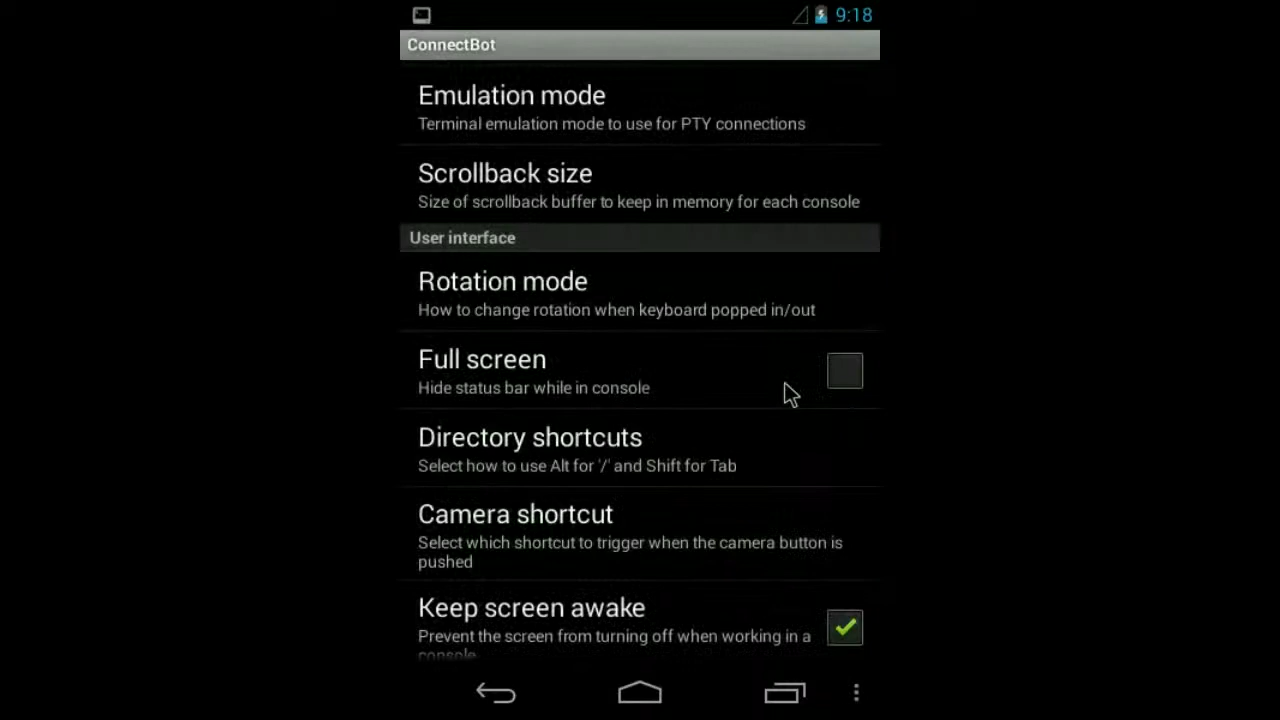 9:18
ConnectBot
Emulation mode
Terminal emulation mode to use for PTY connections
Scrollback size
Size of scrollback buffer to keep in memory for each console
User interface
Rotation mode
How to change rotation when keyboard popped in/out
Full screen
Hide status bar while in console
Directory shortcuts
Select how to use Alt for '/' and Shift for Tab
Camera shortcut
Select which shortcut to trigger when the camera button is
pushed
Keep screen awake
Prevent the screen from turning off when working in a
console